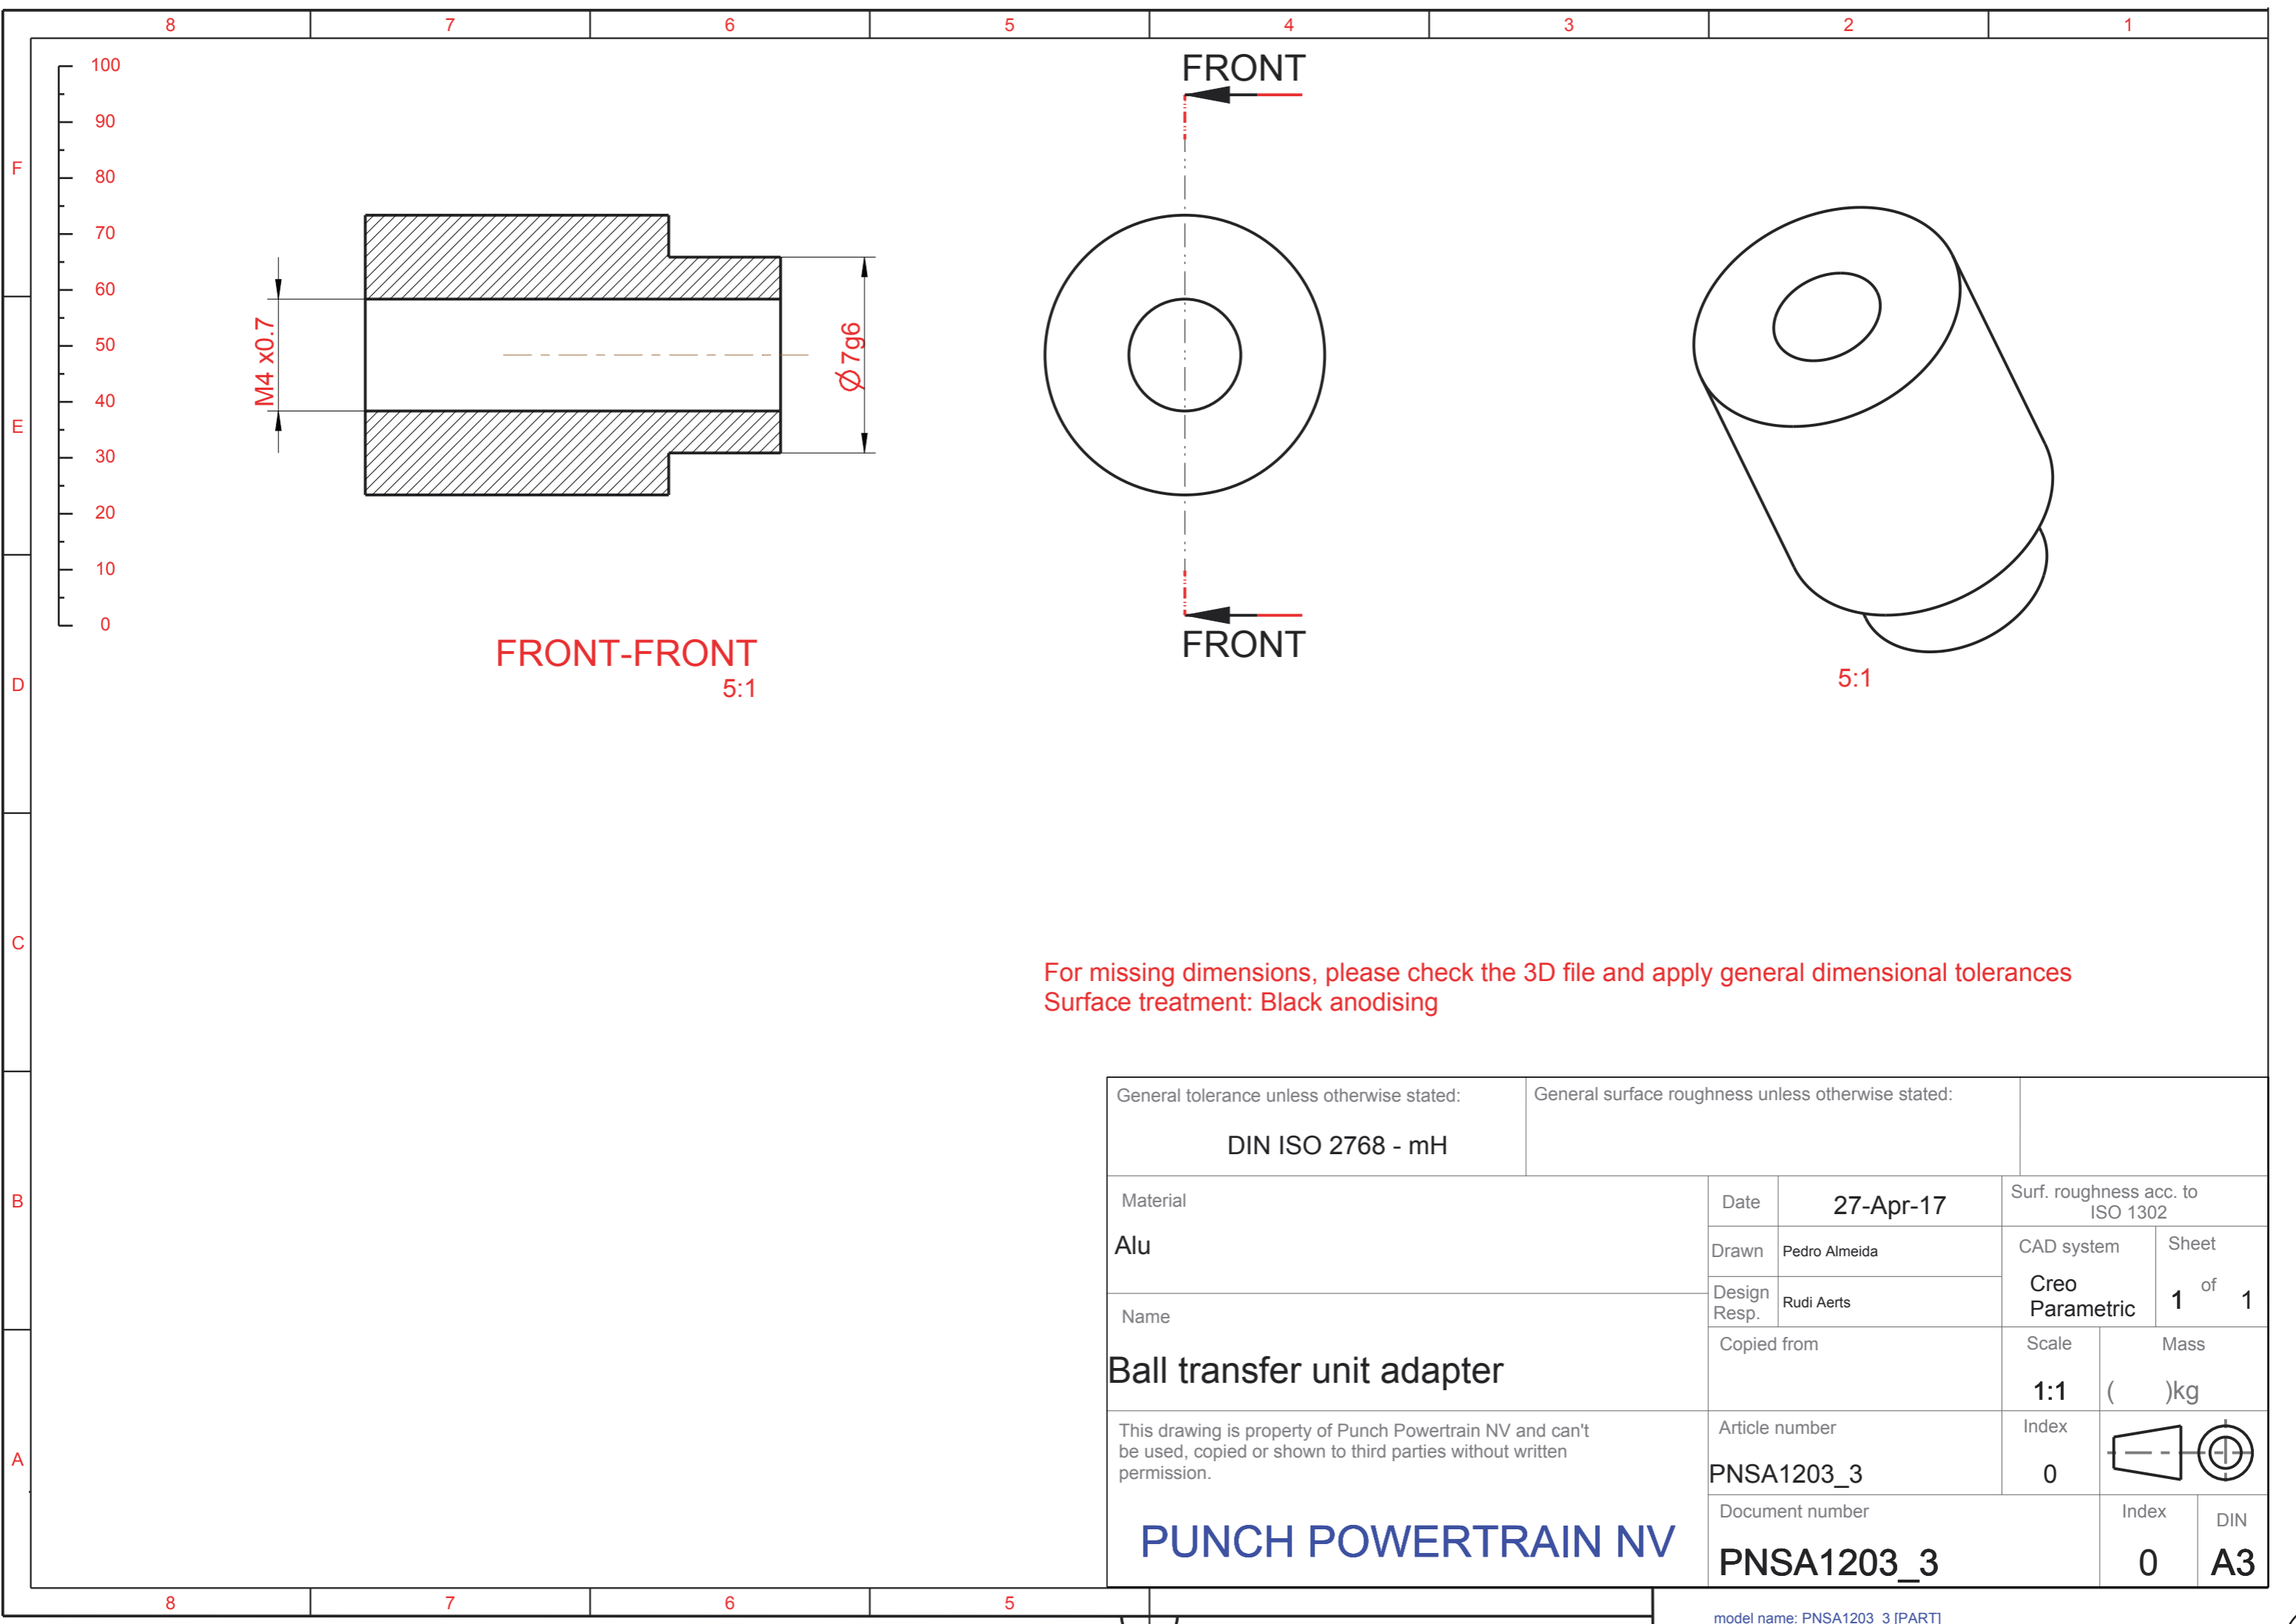 8 7 6 5 4 3 2 1
FRONT
100
90
80
70
60
50
40
30
20
10
0
F
E
D
C
B
A
M4 x0.7
Ø 7g6
FRONT
FRONT-FRONT
5:1
5:1
For missing dimensions, please check the 3D file and apply general dimensional tolerances
Surface treatment: Black anodising
General tolerance unless otherwise stated:
DIN ISO 2768 - mH
General surface roughness unless otherwise stated:
Material
Alu
Date
27-Apr-17
Surf. roughness acc. to
ISO 1302
Drawn
Pedro Almeida
CAD system
Creo
Parametric
Sheet
1 of 1
Design
Resp.
Rudi Aerts
Name
Ball transfer unit adapter
Copied from
Scale
1:1
Mass
( )kg
This drawing is property of Punch Powertrain NV and can't
be used, copied or shown to third parties without written
permission.
PUNCH POWERTRAIN NV
Article number
PNSA1203_3
Index
0
Document number
PNSA1203_3
Index
0
DIN
A3
8 7 6 5
model name: PNSA1203_3 [PART]